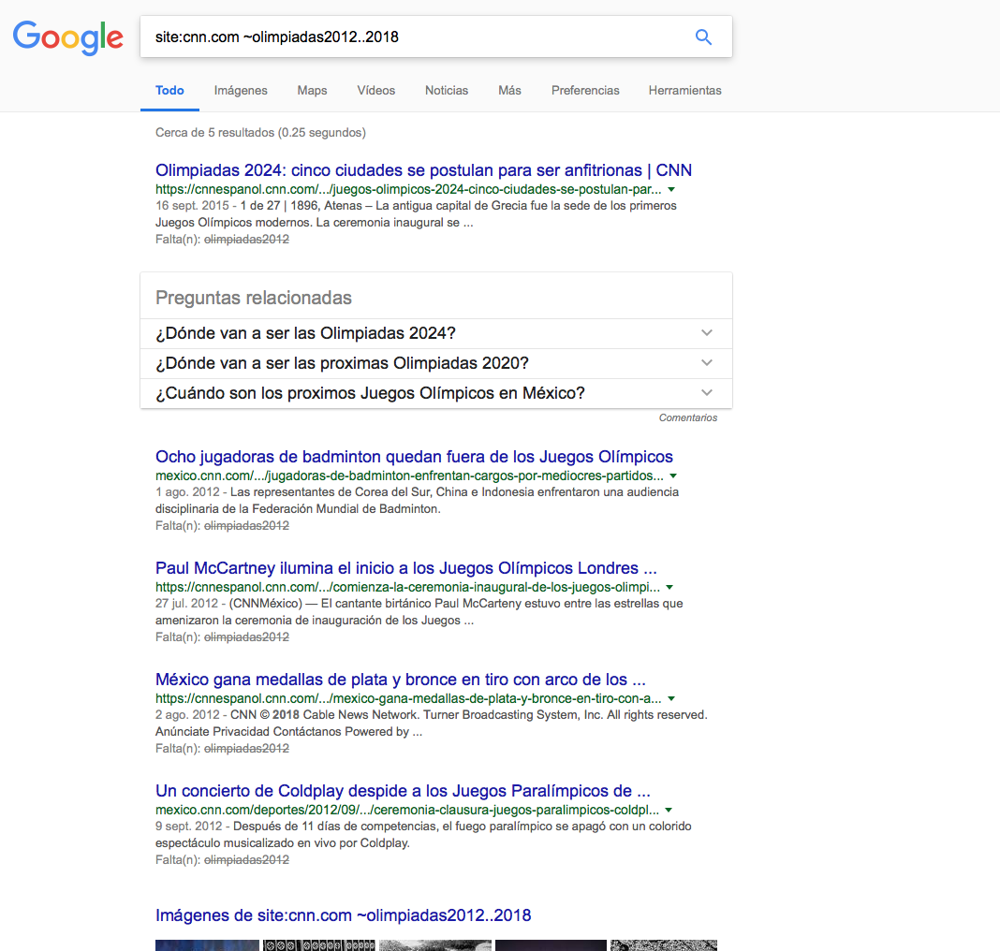 Google
site:cnn.com ~olimpiadas2012..2018
Todo Imágenes Maps Vídeos Noticias Más Preferencias Herramientas
Cerca de 5 resultados (0.25 segundos)
Olimpiadas 2024: cinco ciudades se postulan para ser anfitrionas | CNN
https://cnnespanol.cnn.com/.../juegos-olimpicos-2024-cinco-ciudades-se-postulan-par...
16 sept. 2015 - 1 de 27 | 1896, Atenas – La antigua capital de Grecia fue la sede de los primeros
Juegos Olímpicos modernos. La ceremonia inaugural se ...
Falta(n): olimpiadas2012
Preguntas relacionadas
¿Dónde van a ser las Olimpiadas 2024?
¿Dónde van a ser las proximas Olimpiadas 2020?
¿Cuándo son los proximos Juegos Olímpicos en México?
Comentarios
Ocho jugadoras de badminton quedan fuera de los Juegos Olímpicos
mexico.cnn.com/.../jugadoras-de-badminton-enfrentan-cargos-por-mediocres-partidos...
1 ago. 2012 - Las representantes de Corea del Sur, China e Indonesia enfrentaron una audiencia
disciplinaria de la Federación Mundial de Badminton.
Falta(n): olimpiadas2012
Paul McCartney ilumina el inicio a los Juegos Olímpicos Londres ...
https://cnnespanol.cnn.com/.../comienza-la-ceremonia-inaugural-de-los-juegos-olimpi...
27 jul. 2012 - (CNNMéxico) — El cantante birtánico Paul McCarteny estuvo entre las estrellas que
amenizaron la ceremonia de inauguración de los Juegos ...
Falta(n): olimpiadas2012
México gana medallas de plata y bronce en tiro con arco de los ...
https://cnnespanol.cnn.com/.../mexico-gana-medallas-de-plata-y-bronce-en-tiro-con-a...
2 ago. 2012 - CNN © 2018 Cable News Network. Turner Broadcasting System, Inc. All rights reserved.
Anúnciate Privacidad Contáctanos Powered by ...
Falta(n): olimpiadas2012
Un concierto de Coldplay despide a los Juegos Paralímpicos de ...
mexico.cnn.com/deportes/2012/09/.../ceremonia-clausura-juegos-paralimpicos-coldpl...
9 sept. 2012 - Después de 11 días de competencias, el fuego paralímpico se apagó con un colorido
espectáculo musicalizado en vivo por Coldplay.
Falta(n): olimpiadas2012
Imágenes de site:cnn.com ~olimpiadas2012..2018